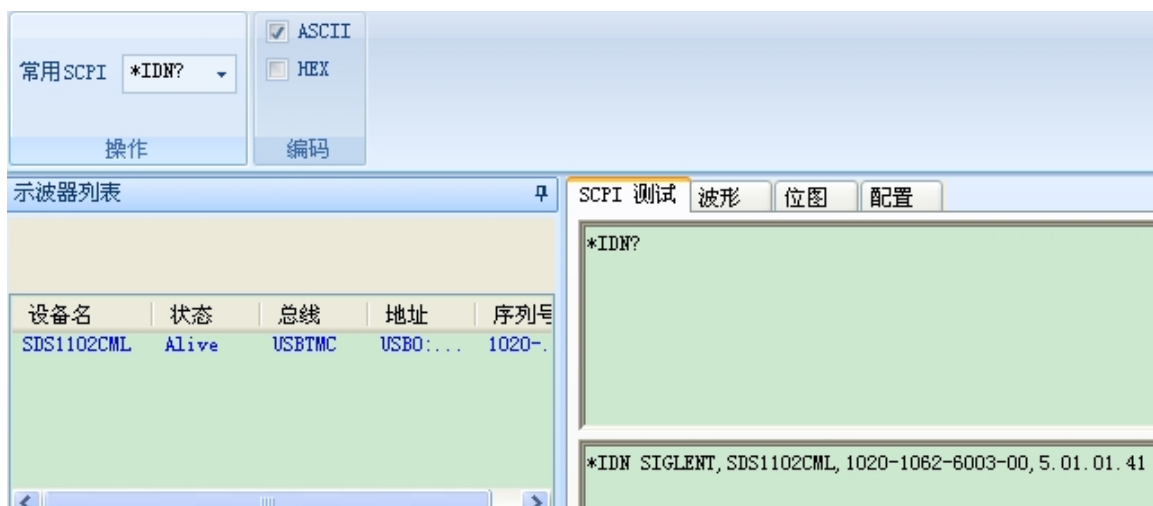 常用SCPI *IDN?
ASCII
HEX
操作 编码
示波器列表
SCPI 测试 波形 位图 配置
*IDN?
设备名 状态 总线 地址 序列号
SDS1102CML Alive USBTMC USB0:... 1020-.
*IDN SIGLENT,SDS1102CML,1020-1062-6003-00,5.01.01.41